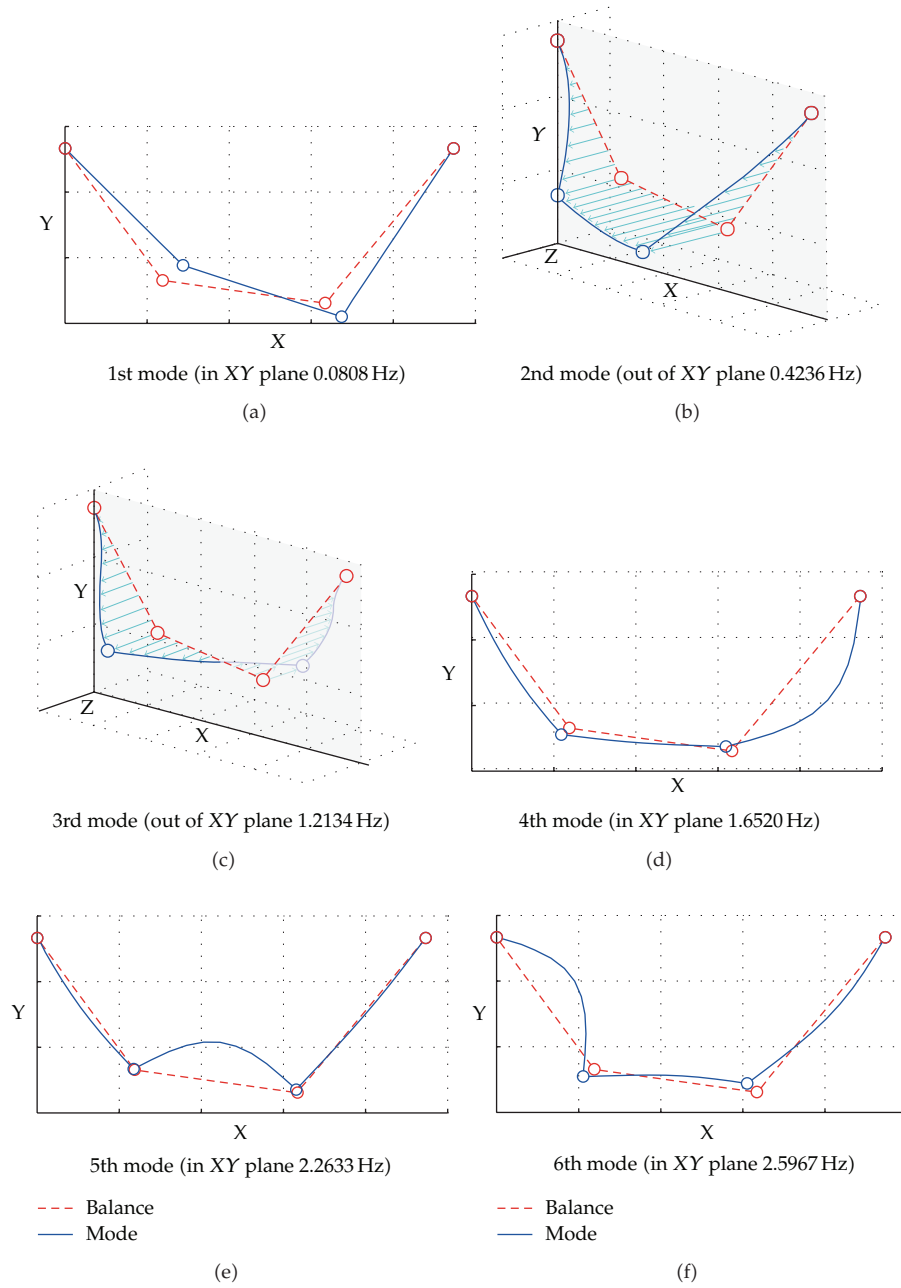 Y
X
1st mode (in XY plane 0.0808 Hz)
(a)
Y
Z
X
2nd mode (out of XY plane 0.4236 Hz)
(b)
Y
Z
X
3rd mode (out of XY plane 1.2134 Hz)
(c)
Y
X
4th mode (in XY plane 1.6520 Hz)
(d)
Y
X
5th mode (in XY plane 2.2633 Hz)
Balance
Mode
(e)
Y
X
6th mode (in XY plane 2.5967 Hz)
Balance
Mode
(f)